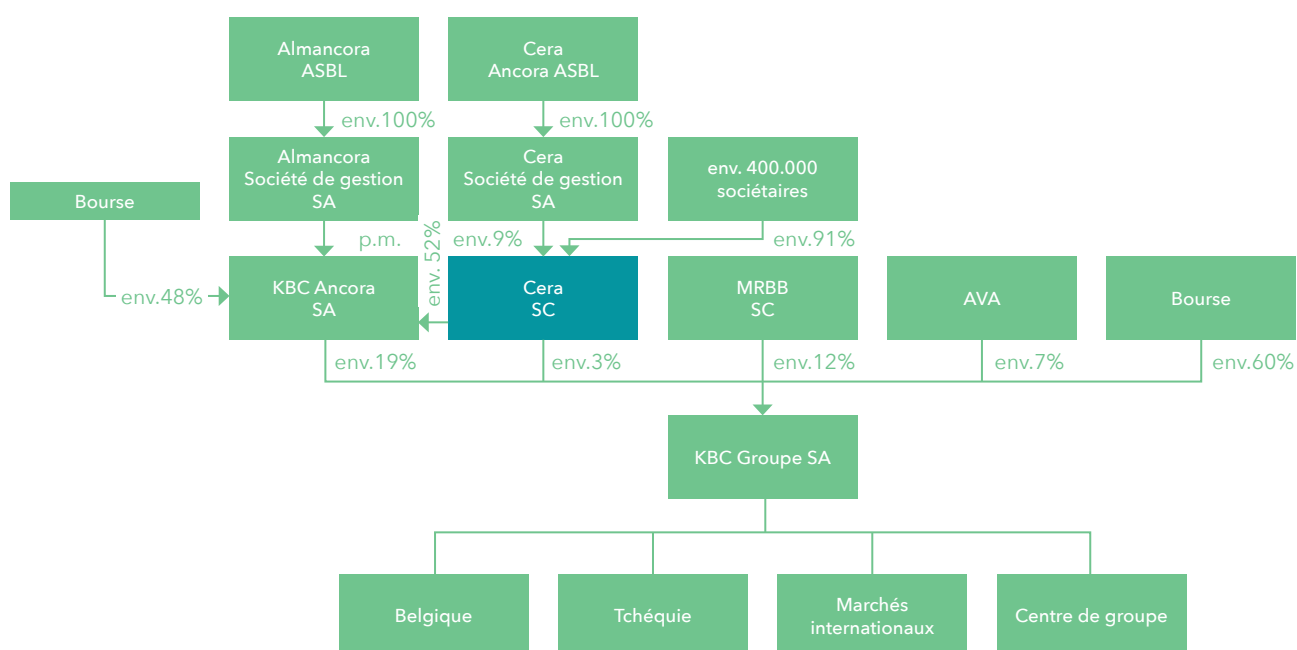 Almancora
ASBL
Cera
Ancora ASBL
env.100%
env.100%
Almancora
Société de gestion
SA
Cera
Société de gestion
SA
env. 400.000
sociétaires
Bourse
p.m.
env. 52%
env.9%
env.91%
env.48%
KBC Ancora
SA
Cera
SC
MRBB
SC
AVA
Bourse
env.19%
env.3%
env.12%
env.7%
env.60%
KBC Groupe SA
Belgique
Tchéquie
Marchés
internationaux
Centre de groupe